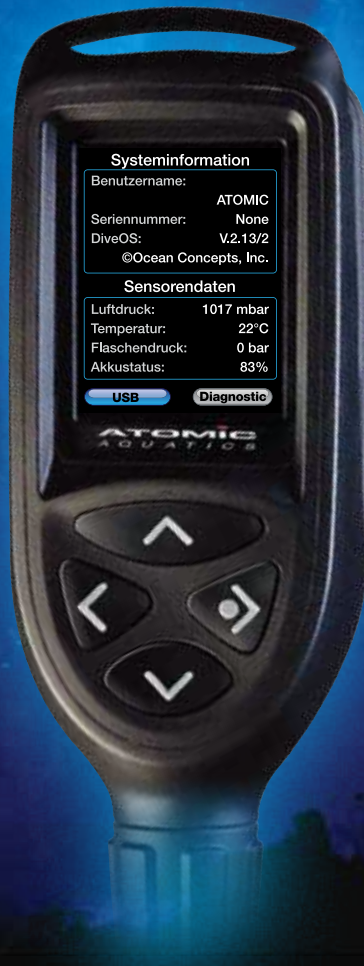 Systeminformation
Benutzername:
ATOMIC
Seriennummer: None
DiveOS: V.2.13/2
©Ocean Concepts, Inc.
Sensorendaten
Luftdruck: 1017 mbar
Temperatur: 22°C
Flaschendruck: 0 bar
Akkustatus: 83%
USB Diagnostic
ATOMIC
AQUATICS